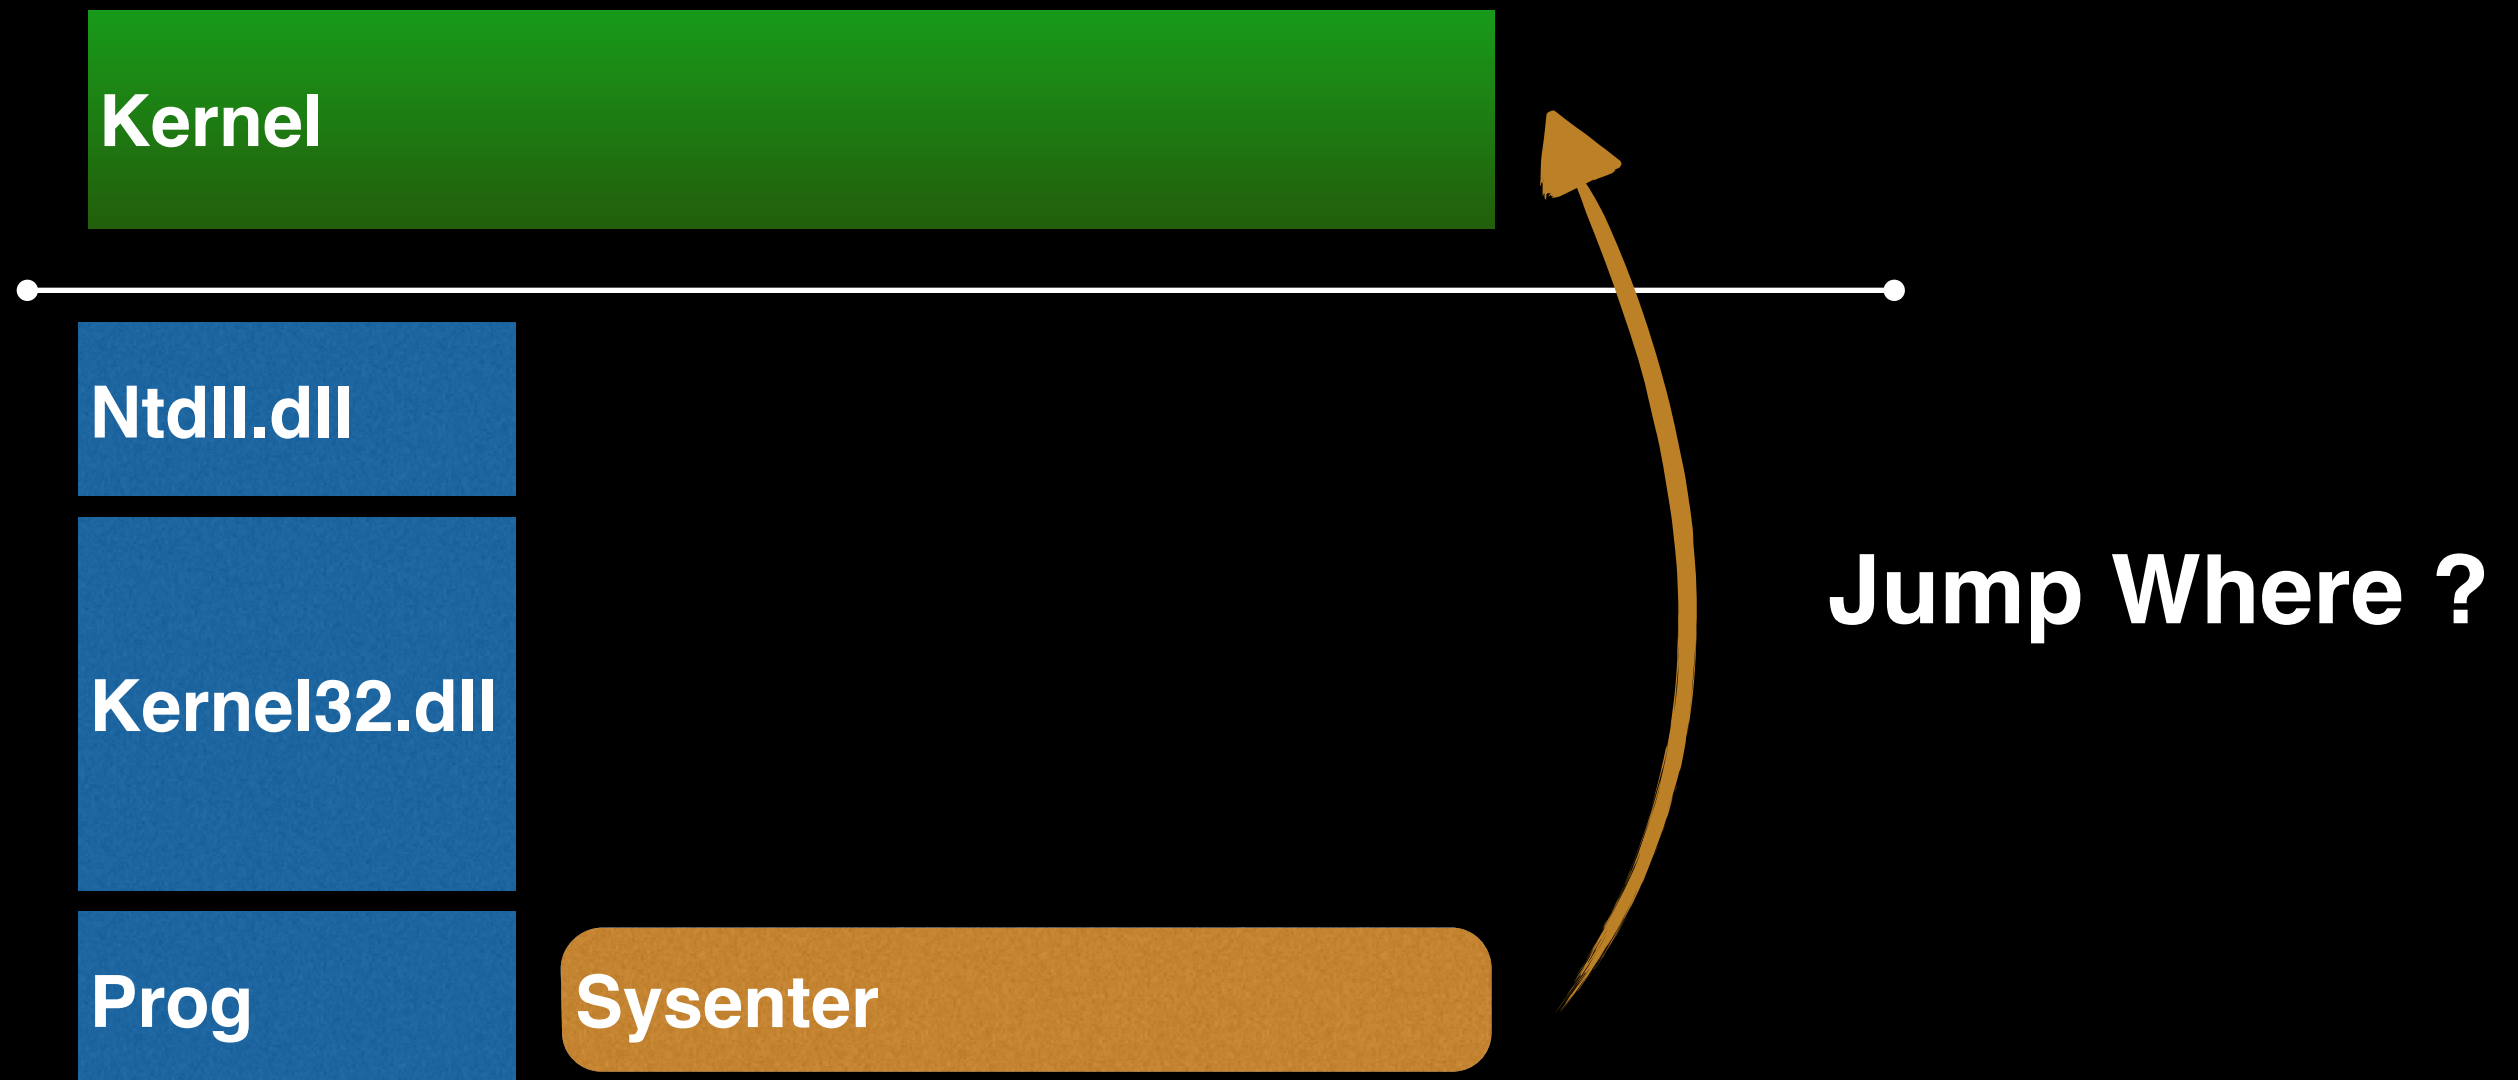 Kernel
Ntdll.dll
Kernel32.dll
Jump Where ?
Prog
Sysenter